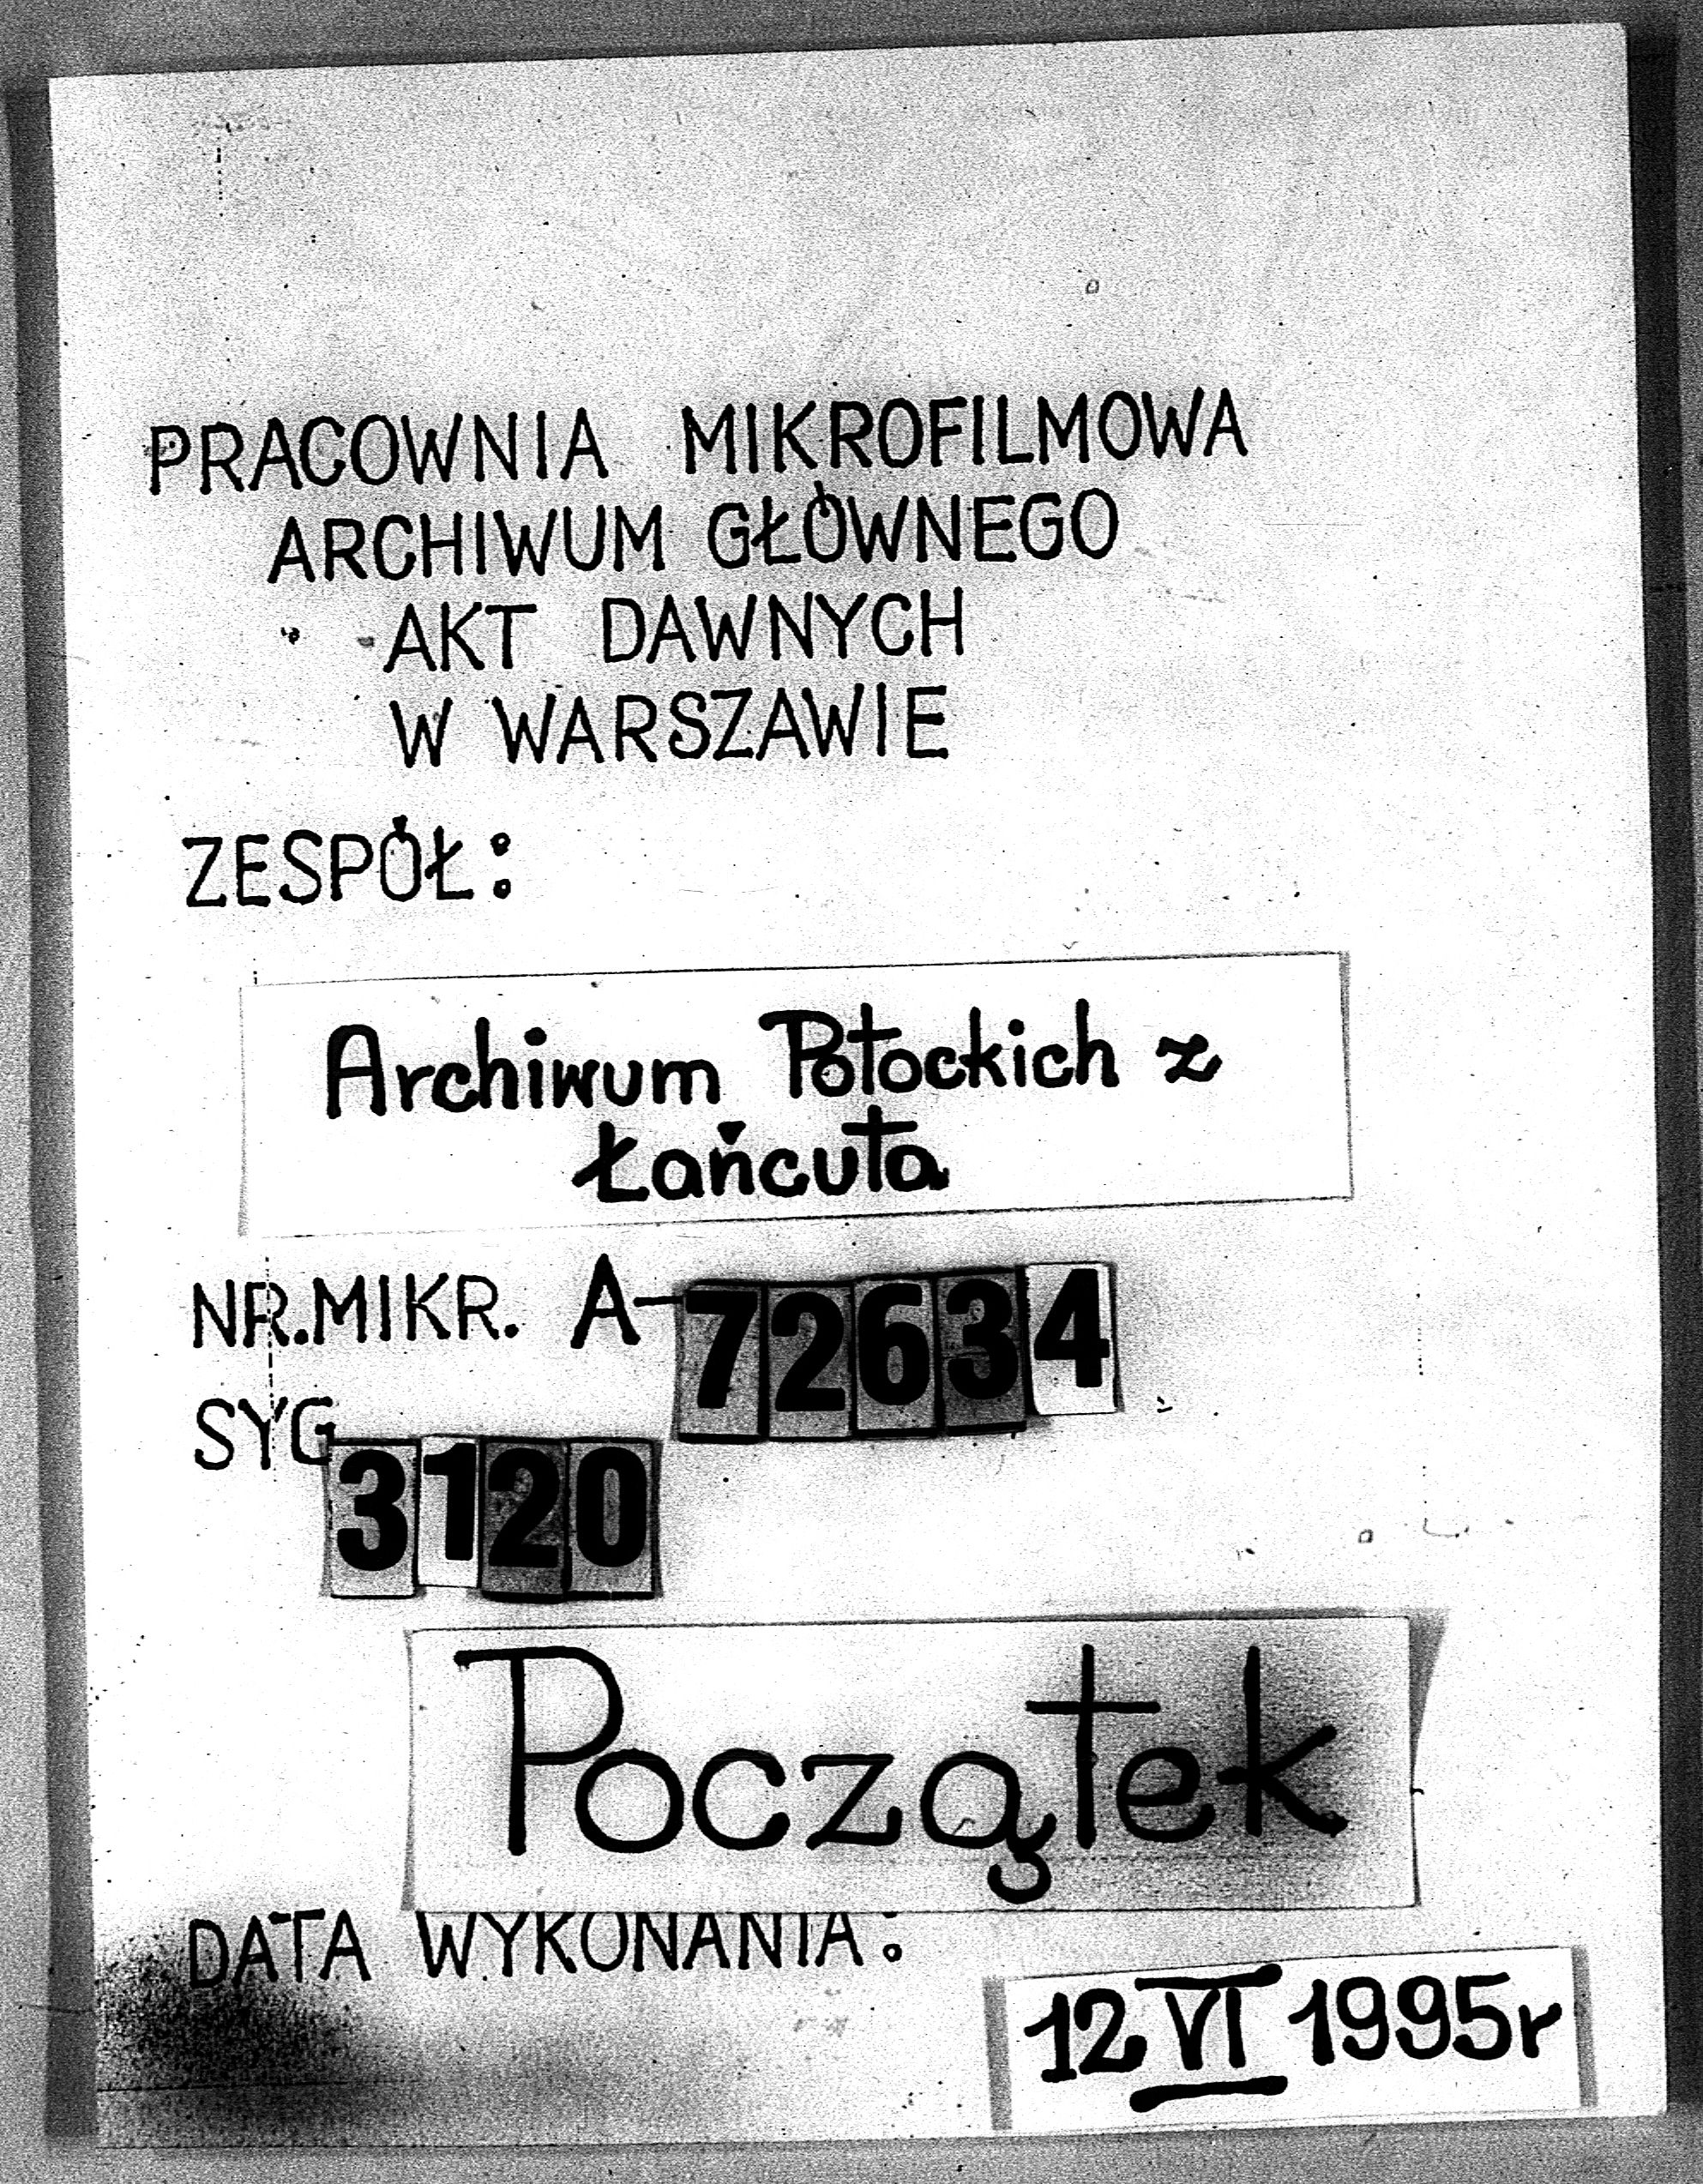 PRACOWNIA MIKROFILMOWA
ARCHIWUM GŁÓWNEGO
AKT DAWNYCH
W WARSZAWIE
ZESPÓŁ:
Archiwum Potockich z
Łańcuta
NR.MIKR. A-72634
SYG 3120
Początek
DATA WYKONANIA:
12 VI 1995r